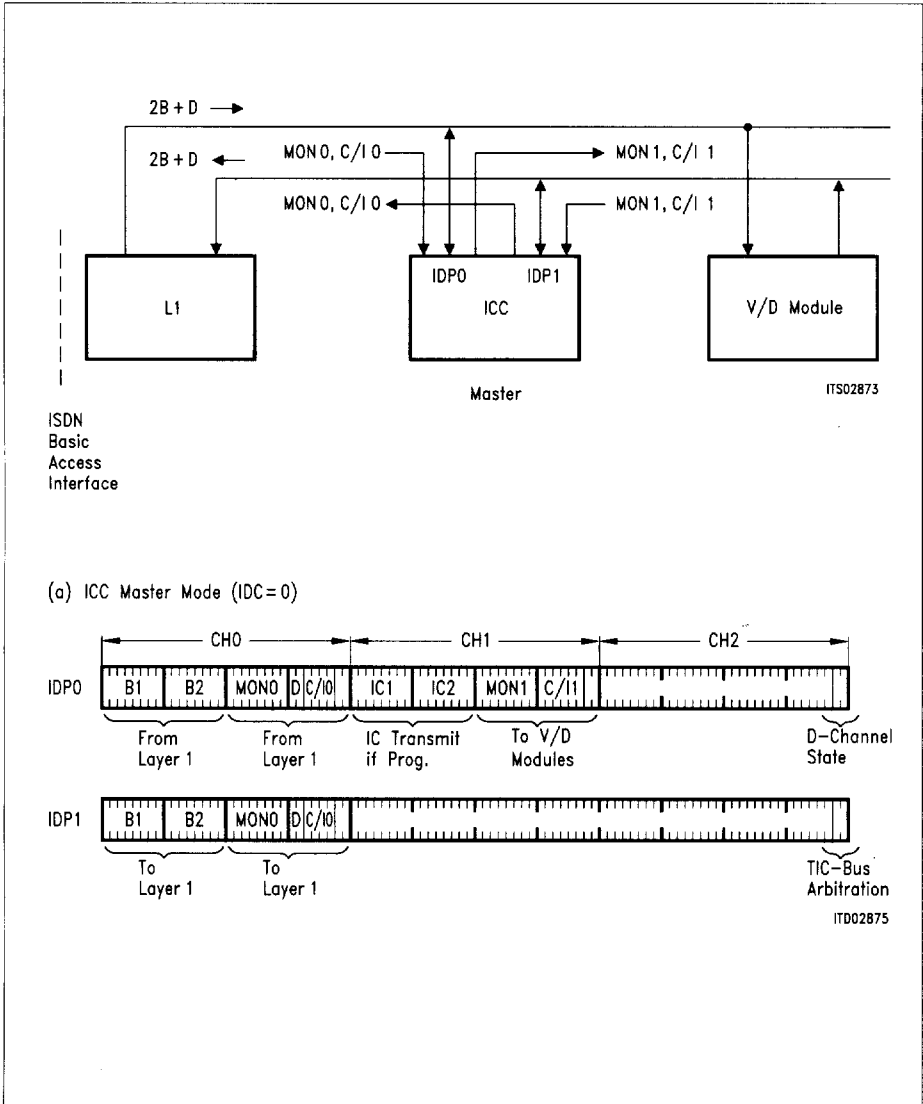 2B + D
2B + D
MON 0, C/I 0
MON 1, C/I 1
MON 0, C/I 0
MON 1, C/I 1
IDP0 IDP1
L1
ICC
V/D Module
Master
ITS02873
ISDN
Basic
Access
Interface
(a) ICC Master Mode (IDC = 0)
CH0 CH1 CH2
IDP0 B1 B2 MON0 D C/I0 IC1 IC2 MON1 C/I1
From Layer 1 From Layer 1 IC Transmit if Prog. To V/D Modules D-Channel State
IDP1 B1 B2 MON0 D C/I0
To Layer 1 To Layer 1 TIC-Bus Arbitration
ITD02875